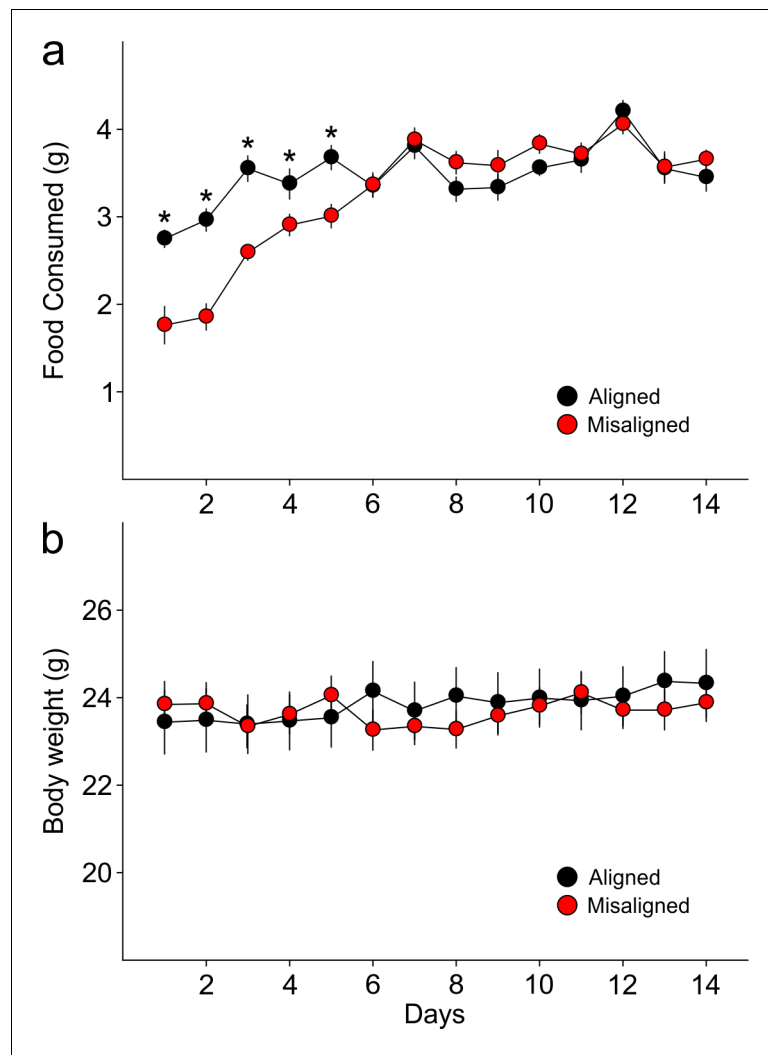 a
Food Consumed (g)
4
3
2
1
* * * * *
Aligned
Misaligned
2 4 6 8 10 12 14
b
Body weight (g)
26
24
22
20
Aligned
Misaligned
2 4 6 8 10 12 14
Days